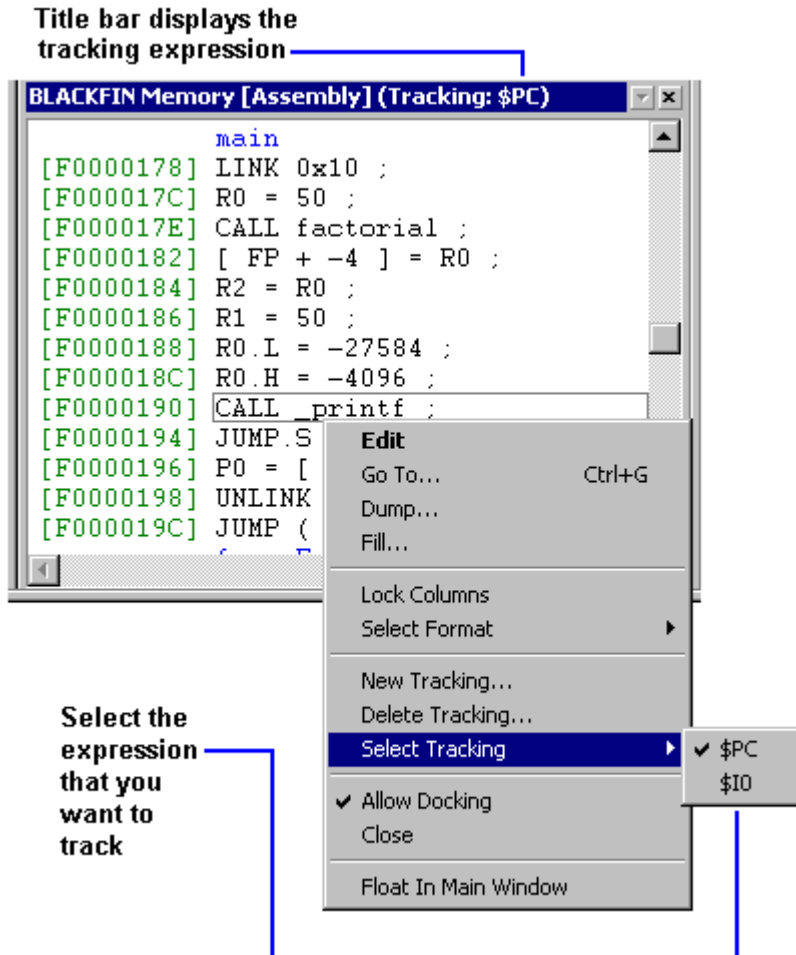 Title bar displays the
tracking expression
BLACKFIN Memory [Assembly] (Tracking: $PC)
main
[F0000178] LINK 0x10 ;
[F000017C] R0 = 50 ;
[F000017E] CALL factorial ;
[F0000182] [ FP + -4 ] = R0 ;
[F0000184] R2 = R0 ;
[F0000186] R1 = 50 ;
[F0000188] R0.L = -27584 ;
[F000018C] R0.H = -4096 ;
[F0000190] CALL _printf ;
[F0000194] JUMP.S
[F0000196] P0 = [
[F0000198] UNLINK
[F000019C] JUMP (
Edit
Go To... Ctrl+G
Dump...
Fill...
Lock Columns
Select Format
New Tracking...
Delete Tracking...
Select Tracking
Allow Docking
Close
Float In Main Window
$PC
$I0
Select the
expression
that you
want to
track